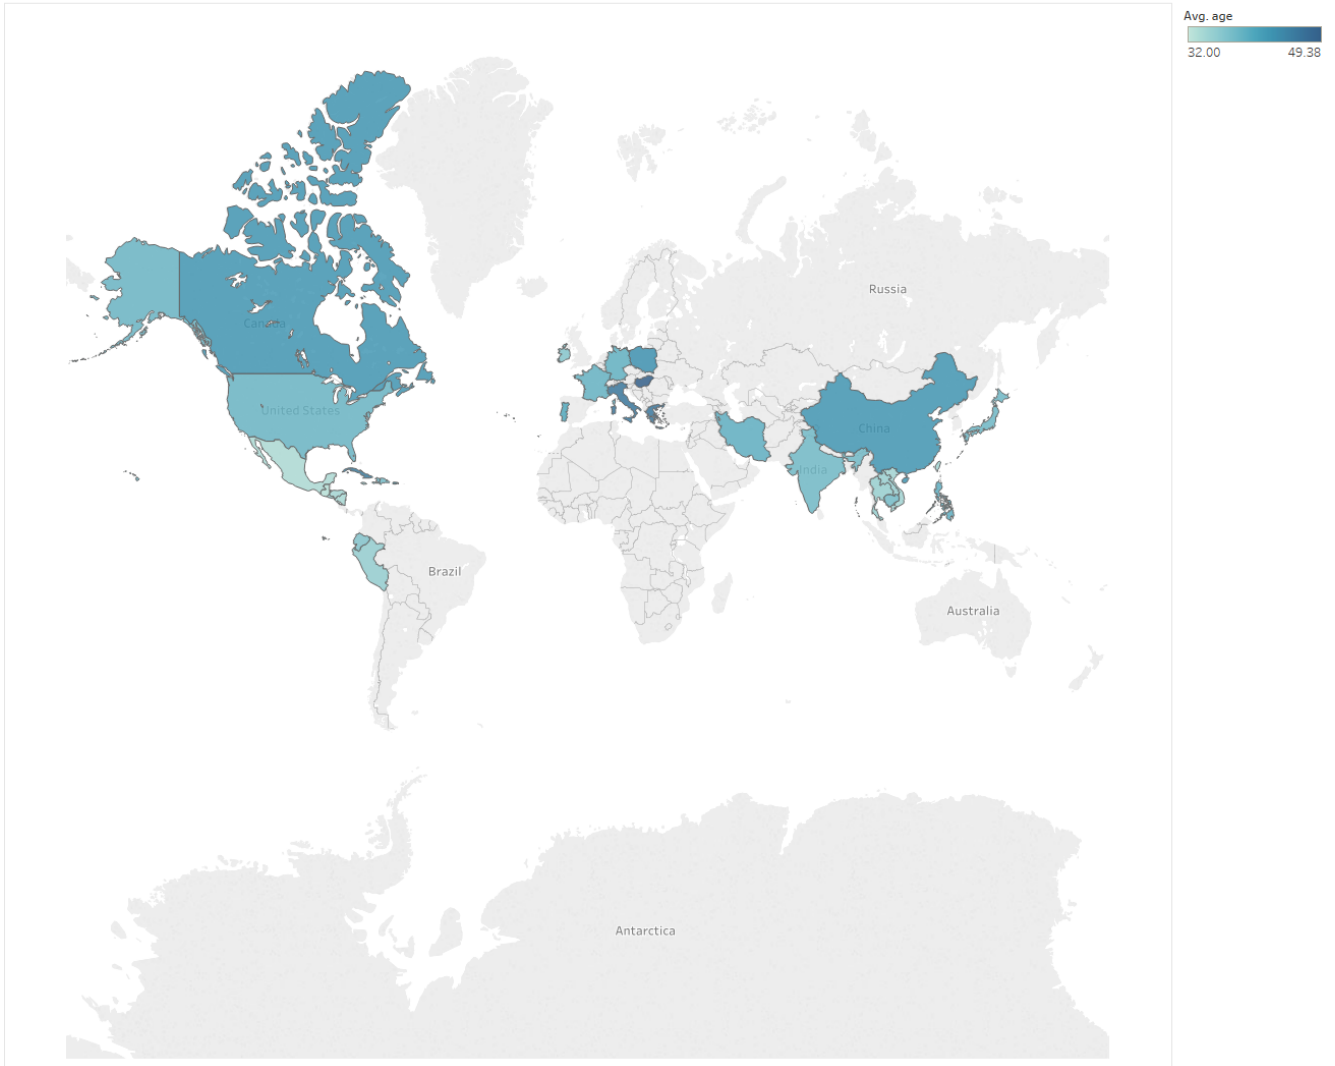 Avg. age
32.00 49.38
Russia
Canada
United States
China
India
Brazil
Australia
Antarctica